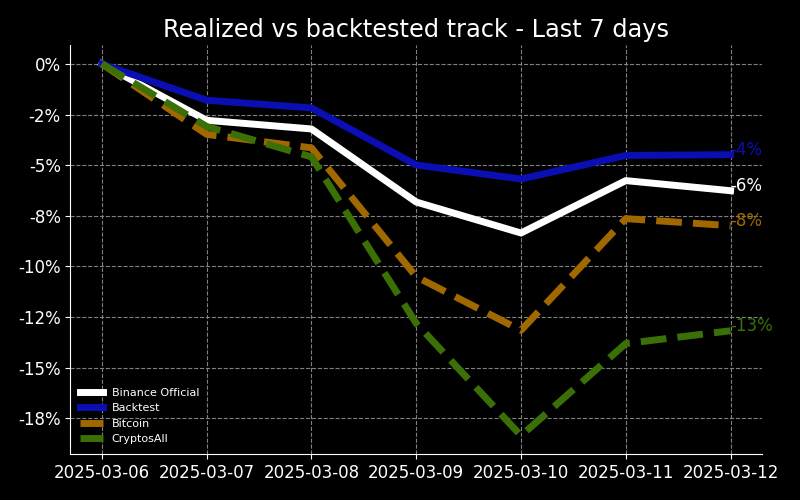 Realized vs backtested track - Last 7 days
0%
-2%
-5%
-8%
-10%
-12%
-15%
-18%
-4%
-6%
-8%
-13%
Binance Official
Backtest
Bitcoin
CryptosAll
2025-03-06 2025-03-07 2025-03-08 2025-03-09 2025-03-10 2025-03-11 2025-03-12